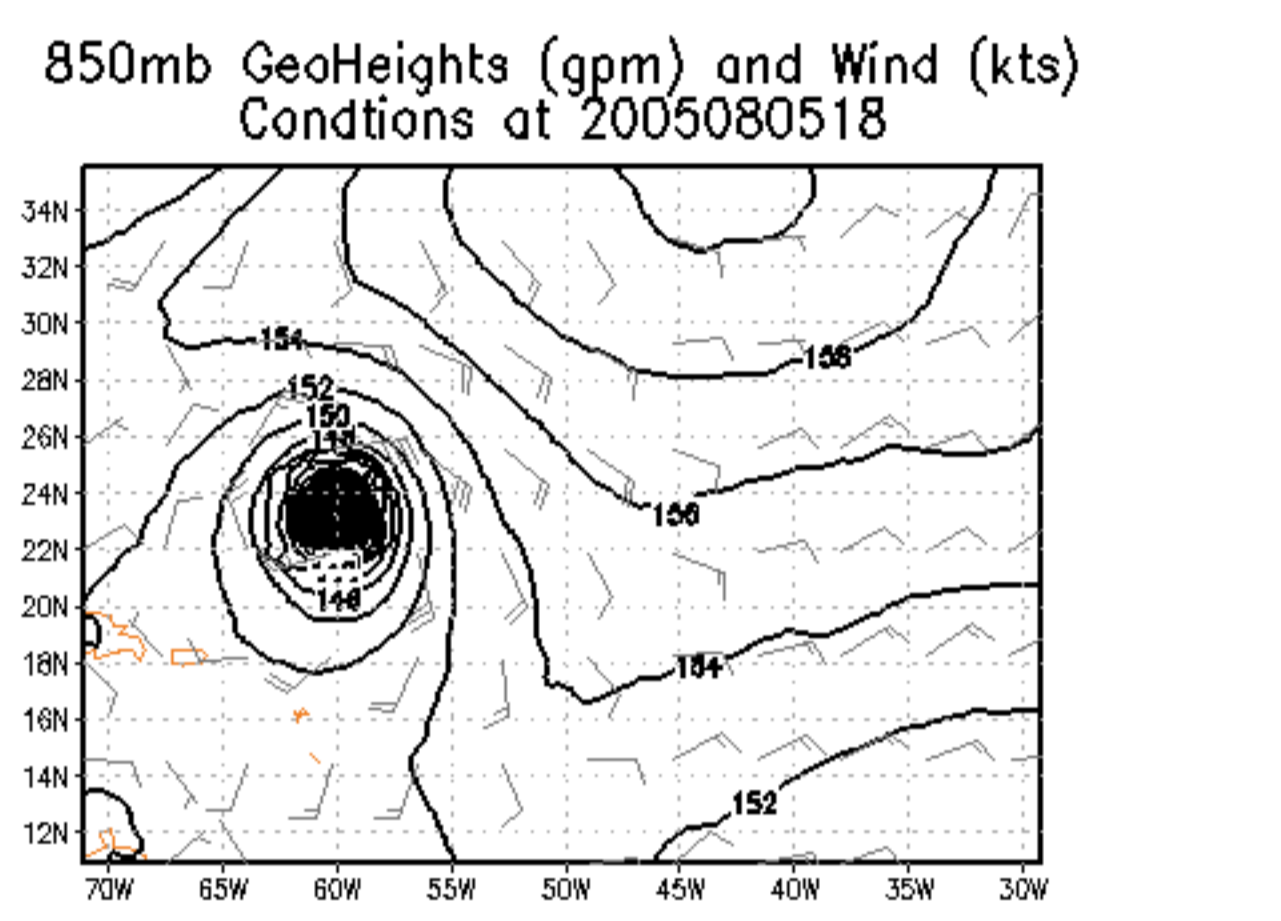 850mb GeoHeights (gpm) and Wind (kts)
Condtions at 2005080518
34N
32N
30N
28N
26N
24N
22N
20N
18N
16N
14N
12N
154
152
150
146
158
156
154
152
70W 65W 60W 55W 50W 45W 40W 35W 30W